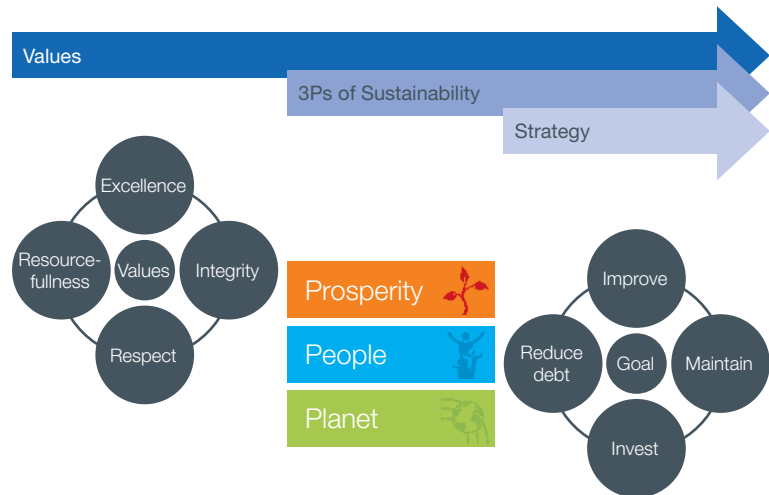 Values
3Ps of Sustainability
Strategy
Excellence
Resource-
fullness
Values
Integrity
Respect
Prosperity
People
Planet
Improve
Reduce
debt
Goal
Maintain
Invest